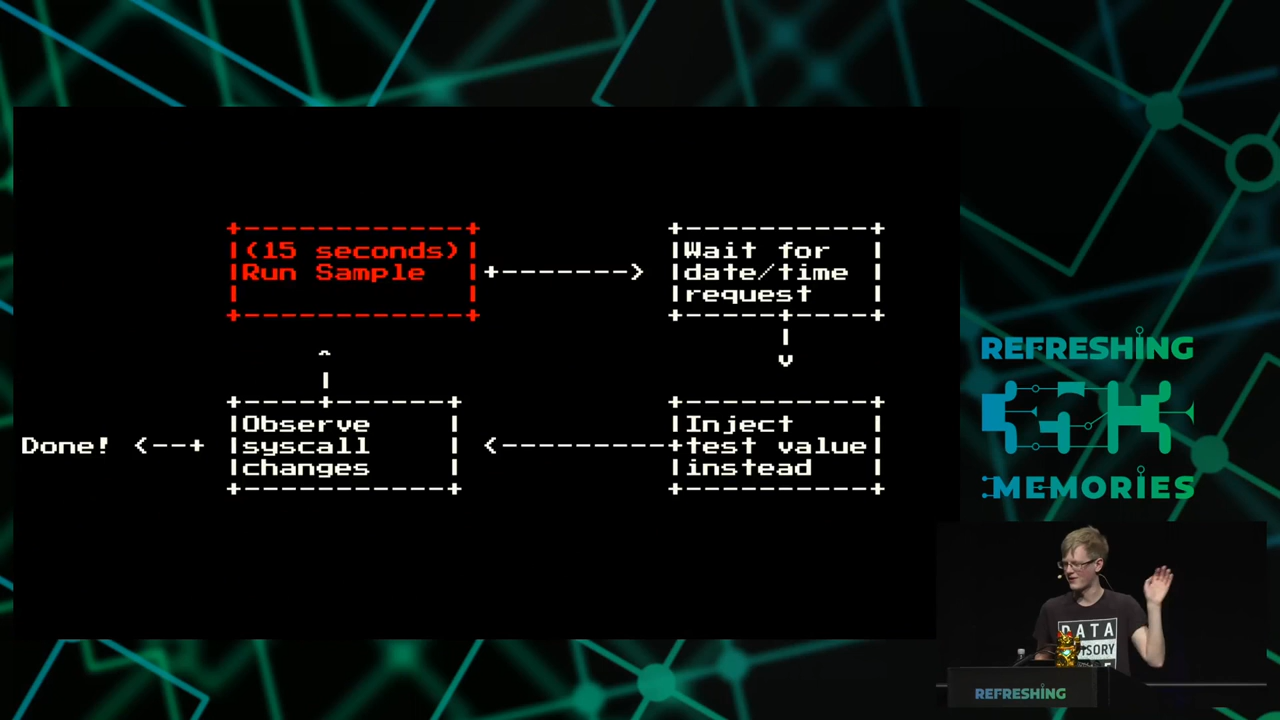 (15 seconds)
Run Sample
Wait for
date/time
request
Observe
syscall
changes
Inject
test value
instead
Done!
REFRESHING
35C3
MEMORIES
DATA
REFRESHING